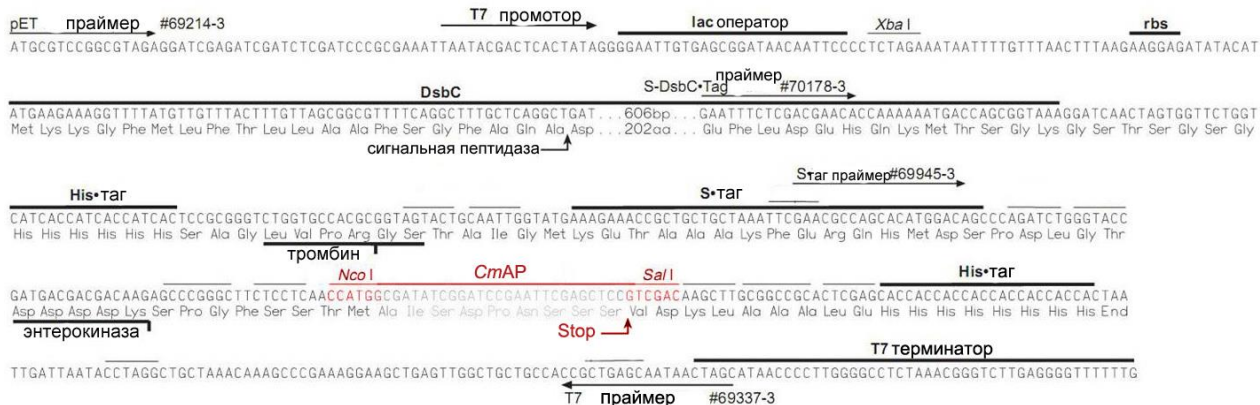 pET праймер #69214-3 T7 промотор lac оператор Xba I rbs
ATGCGTCCGGCGTAGAGGATCGAGATCGATCTCGATCCCGCGAAATTAATACGACTCACTATAGGGGAATTGTGAGCGGATAACAATTCCCCTCTAGAAATAATTTTGTTTAACTTTAAGAAGGAGATATACAT
DsbC S-DsbC•Tag праймер #70178-3
ATGAAGAAAGGTTTTATGTTGTTTACTTTGTTAGCGGCGTTTTCAGGCTTTGCTCAGGCTGAT ...606bp... GAATTTCTCGACGAACACCAAAAAATGACCAGCGGTAAAGGATCAACTAGTGGTTCTGGT
Met Lys Lys Gly Phe Met Leu Phe Thr Leu Leu Ala Ala Phe Ser Gly Phe Ala Gln Ala Asp ...202aa... Glu Phe Leu Asp Glu His Gln Lys Met Thr Ser Gly Lys Gly Ser Thr Ser Gly Ser Gly
сигнальная пептидаза
His•таг S•таг Sтаг праймер #69945-3
CATCACCATCACCATCACTCCGCGGGTCTGGTGCCACGCGGTAGTACTGCAATTGGTATGAAAGAAACCGCTGCTGCTAAATTCGAACGCCAGCACATGGACAGCCCAGATCTGGGTACC
His His His His His His Ser Ala Gly Leu Val Pro Arg Gly Ser Thr Ala Ile Gly Met Lys Glu Thr Ala Ala Ala Lys Phe Glu Arg Gln His Met Asp Ser Pro Asp Leu Gly Thr
тромбин
Nco I CmAP Sal I His•таг
GATGACGACGACAAGAGCCCGGGCTTCTCCTCAACCATGGCGATATCGGATCCGAATTCGAGCTCCGTCGACAAGCTTGCGGCCGCACTCGAGCACCACCACCACCACCACCACCACTAA
Asp Asp Asp Asp Lys Ser Pro Gly Phe Ser Ser Thr Met Ala Ile Ser Asp Pro Asn Ser Ser Ser Val Asp Lys Leu Ala Ala Ala Leu Glu His His His His His His His His End
энтерокиназа Stop
T7 терминатор
TTGATTAATACCTAGGCTGCTAAACAAAGCCCGAAAGGAAGCTGAGTTGGCTGCTGCCACCGCTGAGCAATAACTAGCATAACCCCTTGGGGCCTCTAAACGGGTCTTGAGGGGTTTTTTG
T7 праймер #69337-3